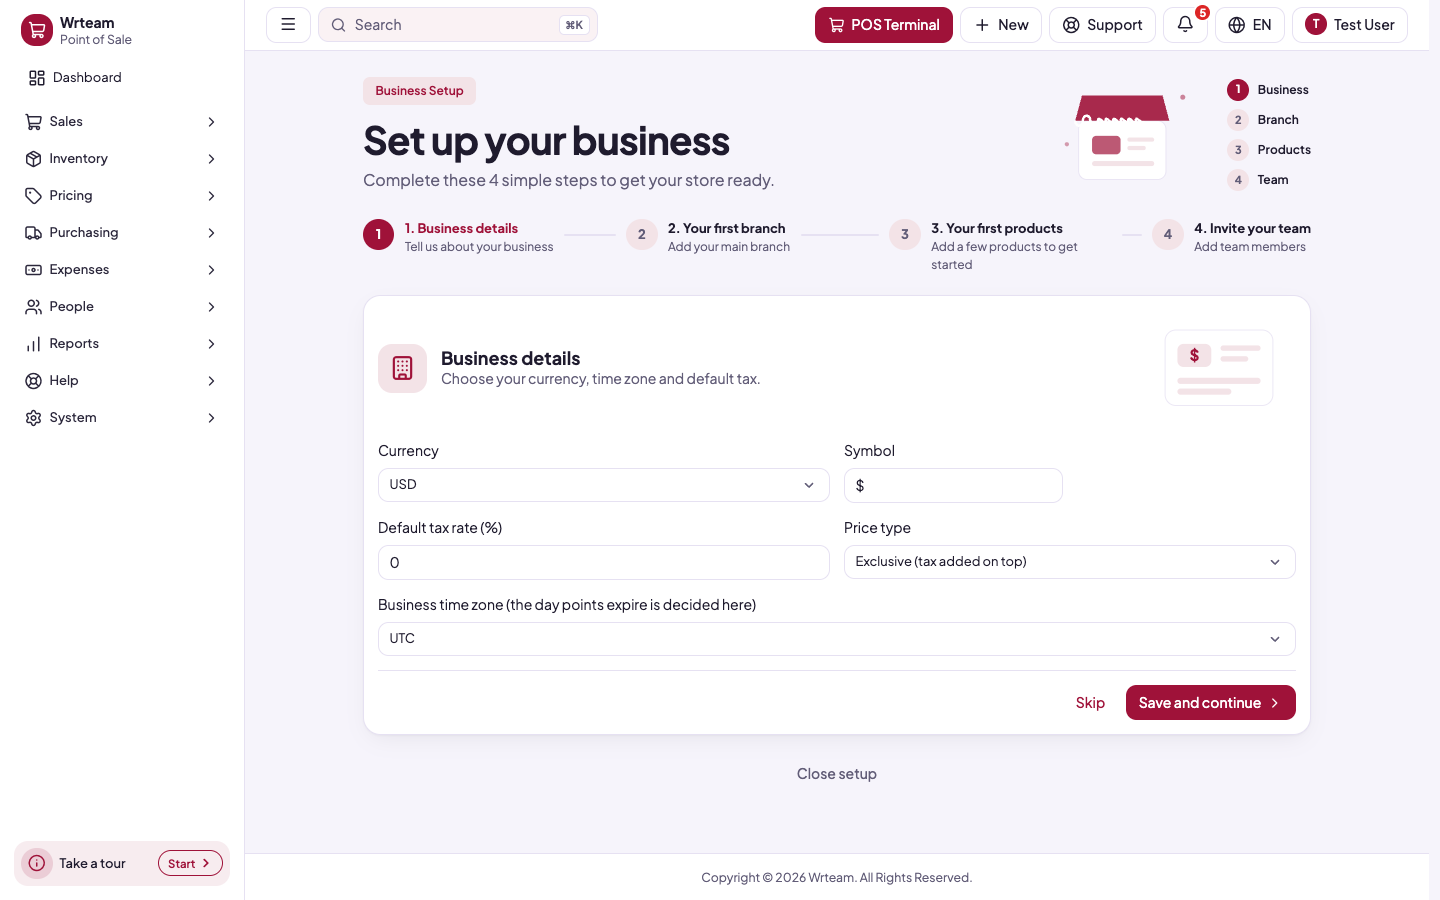 Wrteam
Point of Sale
Dashboard
Sales
Inventory
Pricing
Purchasing
Expenses
People
Reports
Help
System
Take a tour
Start
Search
⌘K
POS Terminal
New
Support
5
EN
T
Test User
Business Setup
Set up your business
Complete these 4 simple steps to get your store ready.
1 Business
2 Branch
3 Products
4 Team
1
1. Business details
Tell us about your business
2
2. Your first branch
Add your main branch
3
3. Your first products
Add a few products to get
started
4
4. Invite your team
Add team members
Business details
Choose your currency, time zone and default tax.
$
Currency
USD
Symbol
$
Default tax rate (%)
0
Price type
Exclusive (tax added on top)
Business time zone (the day points expire is decided here)
UTC
Skip
Save and continue
Close setup
Copyright © 2026 Wrteam. All Rights Reserved.